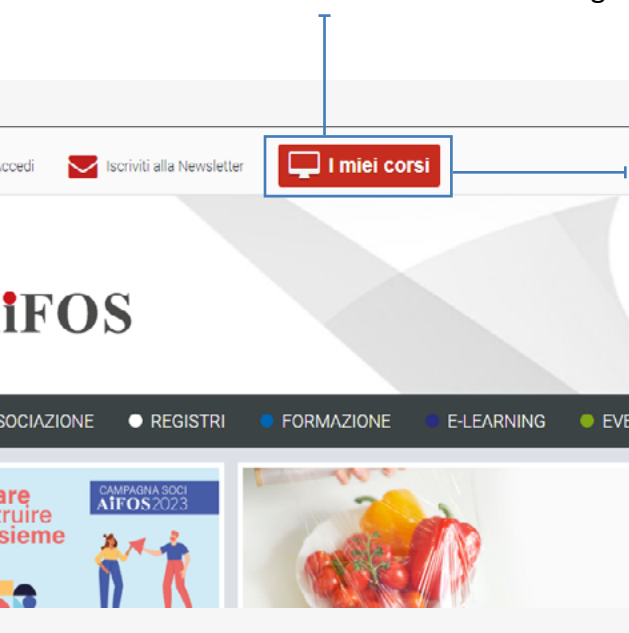 g
ccedi Iscriviti alla Newsletter I miei corsi
iFOS
SOCIAZIONE REGISTRI FORMAZIONE E-LEARNING EVE
are
truire
sieme
CAMPAGNA SOCI
AiFOS2023